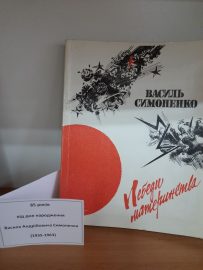 ВАСИЛЬ
СИМОНЕНКО
Лебеді
материнства
85 років
від дня народження
Василя Андрійовича Симоненка
(1935-1963)